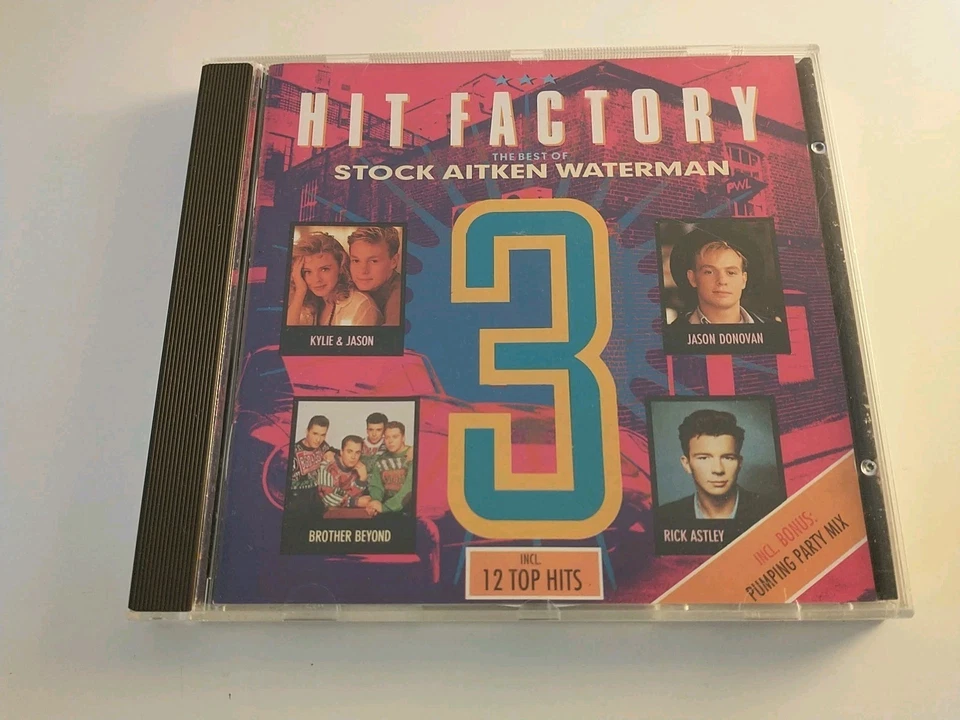 HIT FACTORY
THE BEST OF
STOCK AITKEN WATERMAN
PWL
3
KYLIE & JASON
JASON DONOVAN
BROTHER BEYOND
RICK ASTLEY
INCL.
12 TOP HITS
INCL. BONUS:
PUMPING PARTY MIX